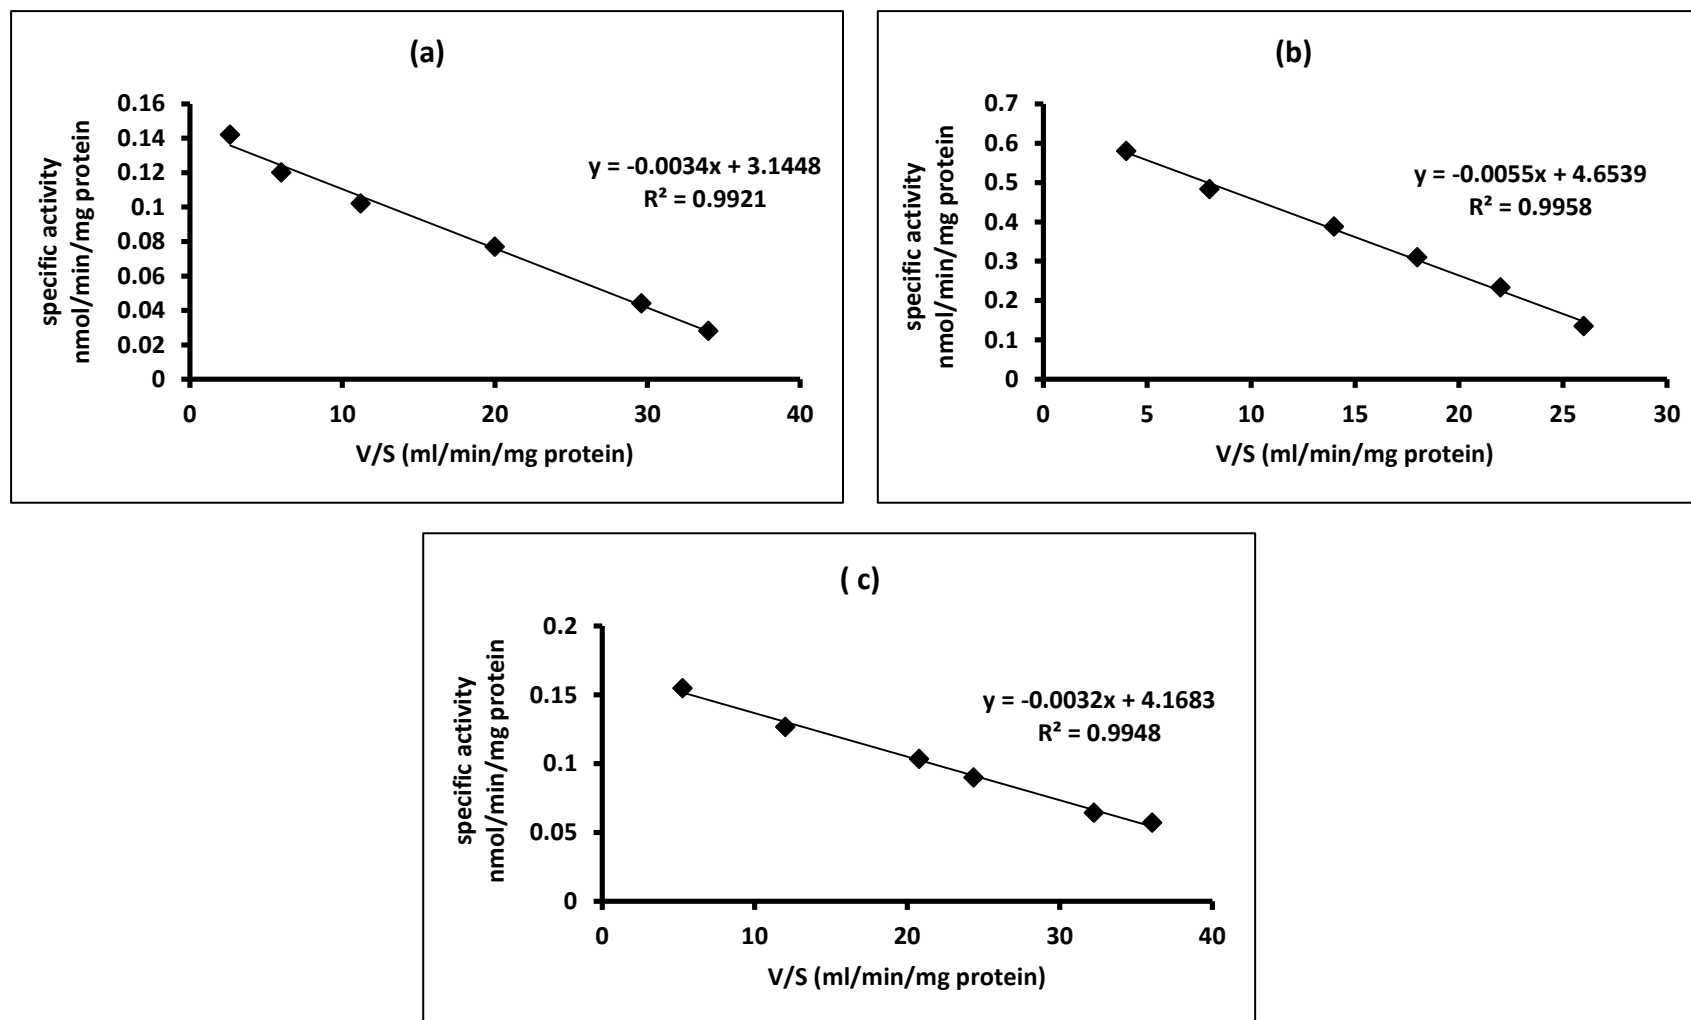 (a)
specific activity
nmol/min/mg protein
0.16
0.14
0.12
0.1
0.08
0.06
0.04
0.02
0
y = -0.0034x + 3.1448
R² = 0.9921
0 10 20 30 40
V/S (ml/min/mg protein)
(b)
specific activity
nmol/min/mg protein
0.7
0.6
0.5
0.4
0.3
0.2
0.1
0
y = -0.0055x + 4.6539
R² = 0.9958
0 5 10 15 20 25 30
V/S (ml/min/mg protein)
( c)
specific activity
nmol/min/mg protein
0.2
0.15
0.1
0.05
0
y = -0.0032x + 4.1683
R² = 0.9948
0 10 20 30 40
V/S (ml/min/mg protein)